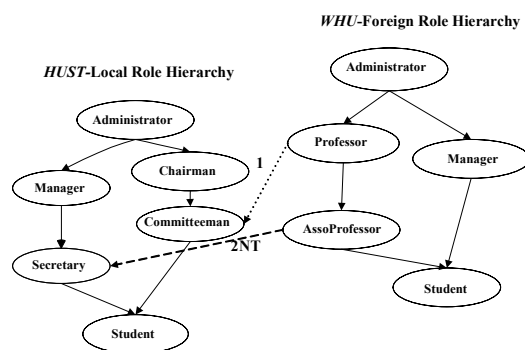 WHU-Foreign Role Hierarchy
HUST-Local Role Hierarchy
Administrator
Administrator
Chairman
1
Professor
Manager
Manager
Committeeman
AssoProfessor
2NT
Secretary
Student
Student